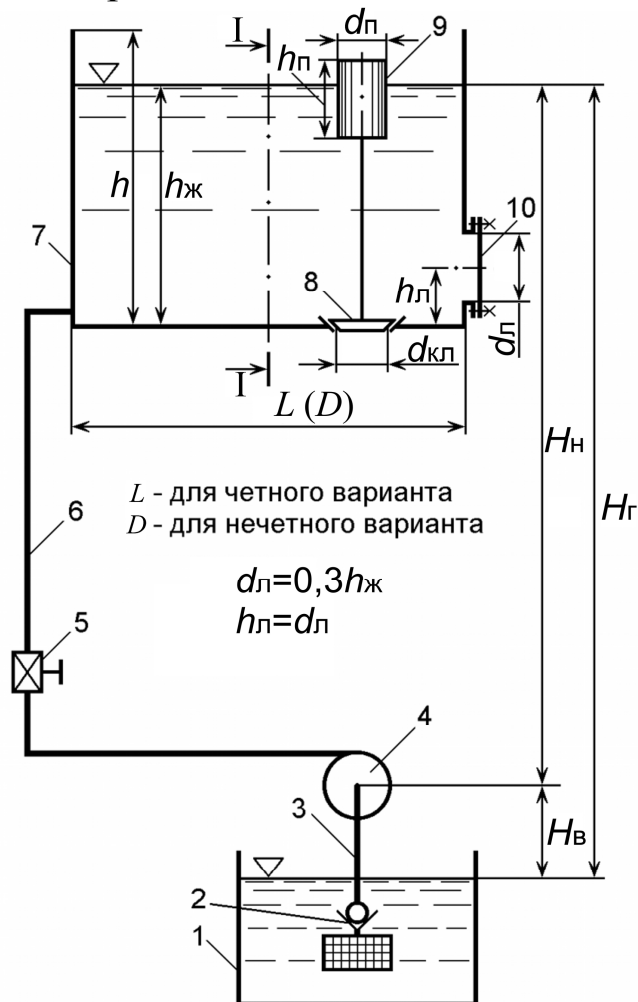 I
dп
9
hп
h
hж
7
8
hл
10
dл
I
dкл
L (D)
Hн
Hг
L - для четного варианта
D - для нечетного варианта
6
dл=0,3hж
hл=dл
5
4
3
Hв
2
1